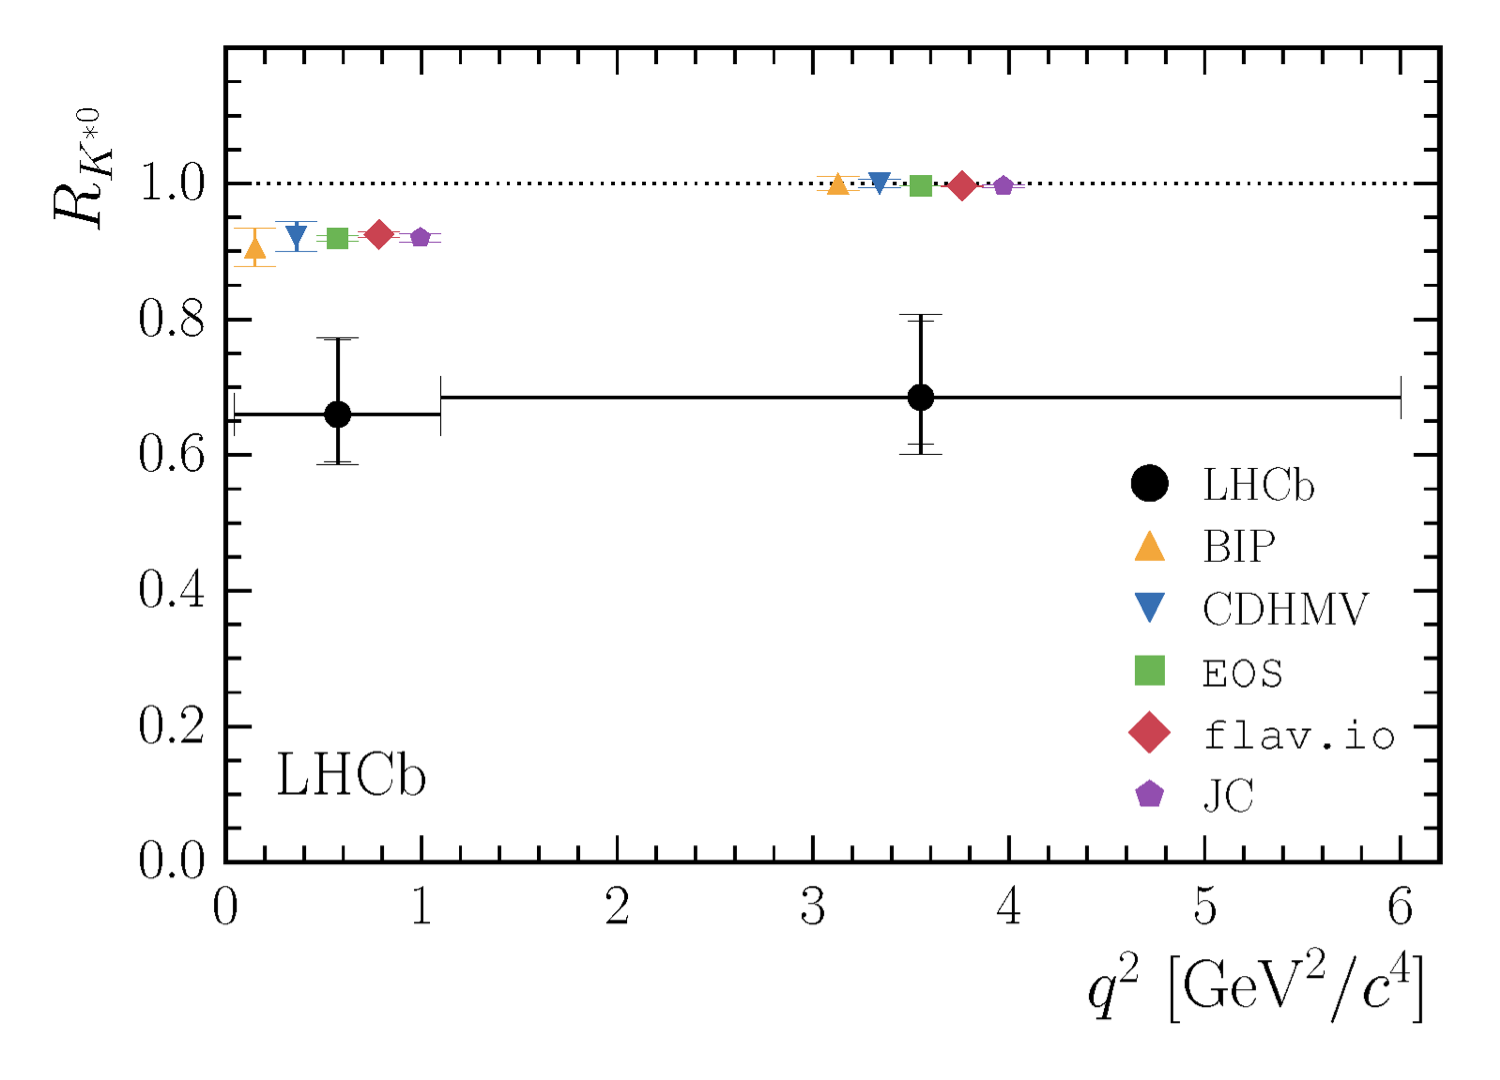 R_{K^{*0}}
1.0
0.8
0.6
0.4
0.2
0.0
LHCb
BIP
CDHMV
EOS
flav.io
JC
LHCb
0 1 2 3 4 5 6
q² [GeV²/c⁴]